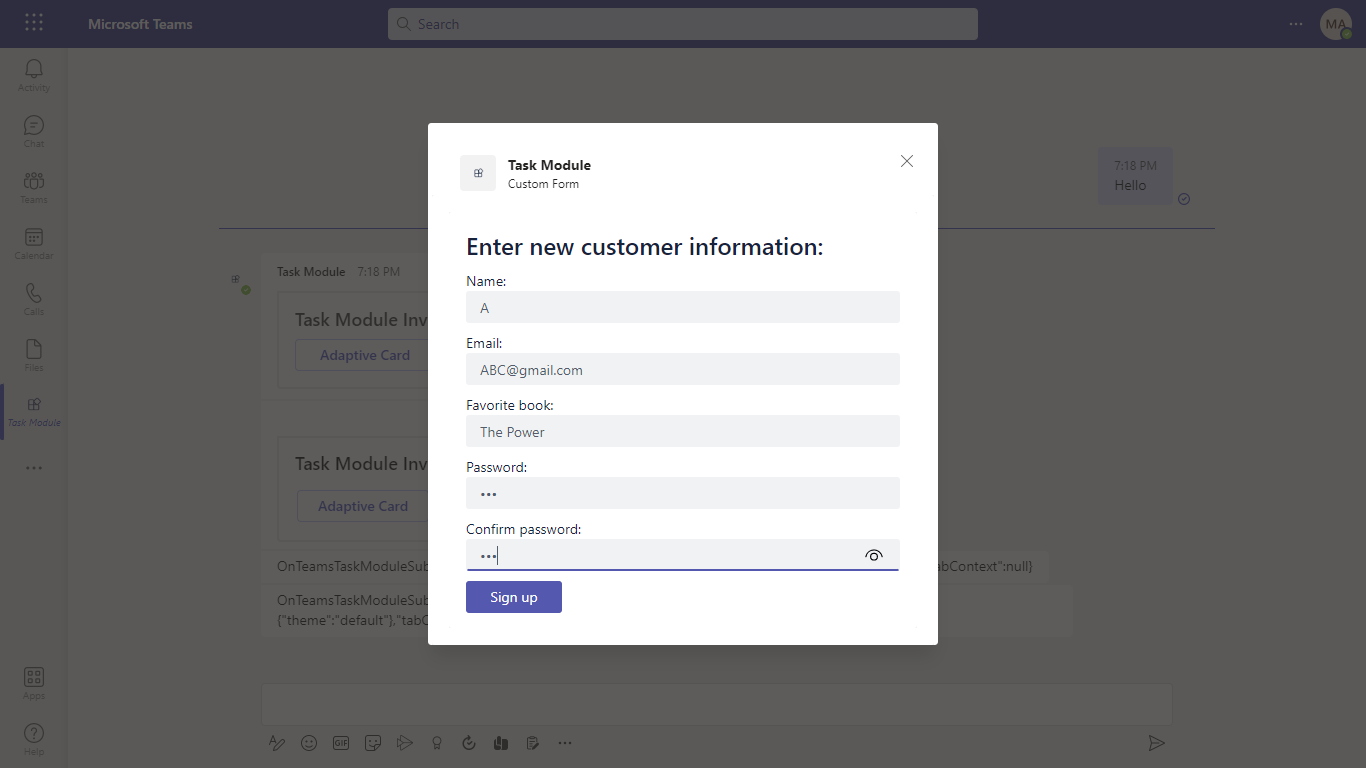 Microsoft Teams
Search
MA
Activity
Chat
Teams
Calendar
Calls
Files
Task Module
Apps
Help
7:18 PM
Hello
Task Module 7:18 PM
Task Module Inv
Adaptive Card
Task Module Inv
Adaptive Card
OnTeamsTaskModuleSub
abContext":null}
OnTeamsTaskModuleSub
{"theme":"default"},"tabC
GIF
Task Module
Custom Form
Enter new customer information:
Name:
A
Email:
ABC@gmail.com
Favorite book:
The Power
Password:
•••
Confirm password:
•••
Sign up